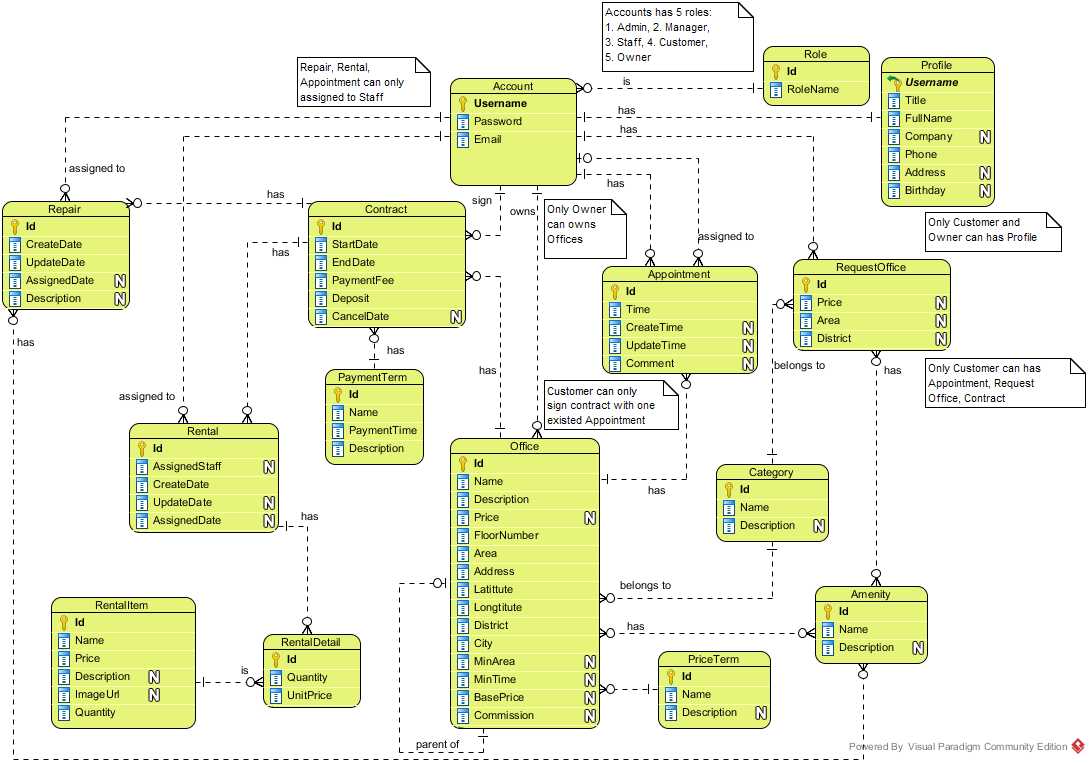 Accounts has 5 roles:
1. Admin, 2. Manager,
3. Staff, 4. Customer,
5. Owner
Repair, Rental,
Appointment can only
assigned to Staff
Role
Id
RoleName
Profile
Username
Title
FullName
Company N
Phone
Address N
Birthday N
Account
Username
Password
Email
is
has
has
has
assigned to
sign
owns
Only Owner
can owns
Offices
assigned to
Only Customer and
Owner can has Profile
Repair
Id
CreateDate
UpdateDate
AssignedDate N
Description N
has
has
has
Contract
Id
StartDate
EndDate
PaymentFee
Deposit
CancelDate N
has
PaymentTerm
Id
Name
PaymentTime
Description
has
Appointment
Id
Time
CreateTime N
UpdateTime N
Comment N
RequestOffice
Id
Price N
Area N
District N
belongs to
has
Only Customer can has
Appointment, Request
Office, Contract
Customer can only
sign contract with one
existed Appointment
assigned to
Rental
Id
AssignedStaff N
CreateDate
UpdateDate N
AssignedDate N
has
Office
Id
Name
Description
Price N
FloorNumber
Area
Address
Latittute
Longtitute
District
City
MinArea N
MinTime N
BasePrice N
Commission N
has
Category
Id
Name
Description N
belongs to
has
Amenity
Id
Name
Description N
RentalItem
Id
Name
Price
Description N
ImageUrl N
Quantity
is
RentalDetail
Id
Quantity
UnitPrice
PriceTerm
Id
Name
Description N
parent of
Powered By Visual Paradigm Community Edition